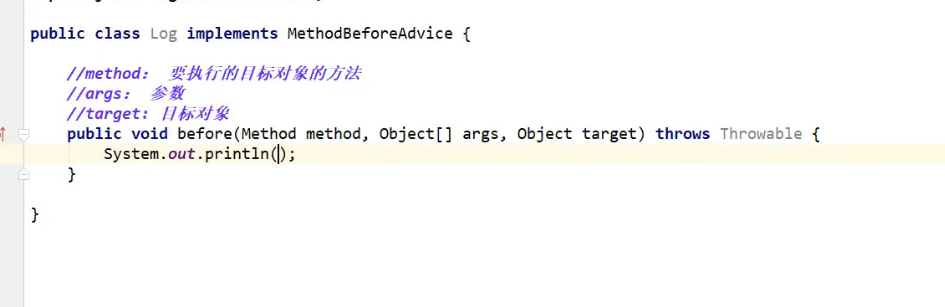 public class Log implements MethodBeforeAdvice {
//method： 要执行的目标对象的方法
//args： 参数
//target：目标对象
public void before(Method method, Object[] args, Object target) throws Throwable {
System.out.println();
}
}